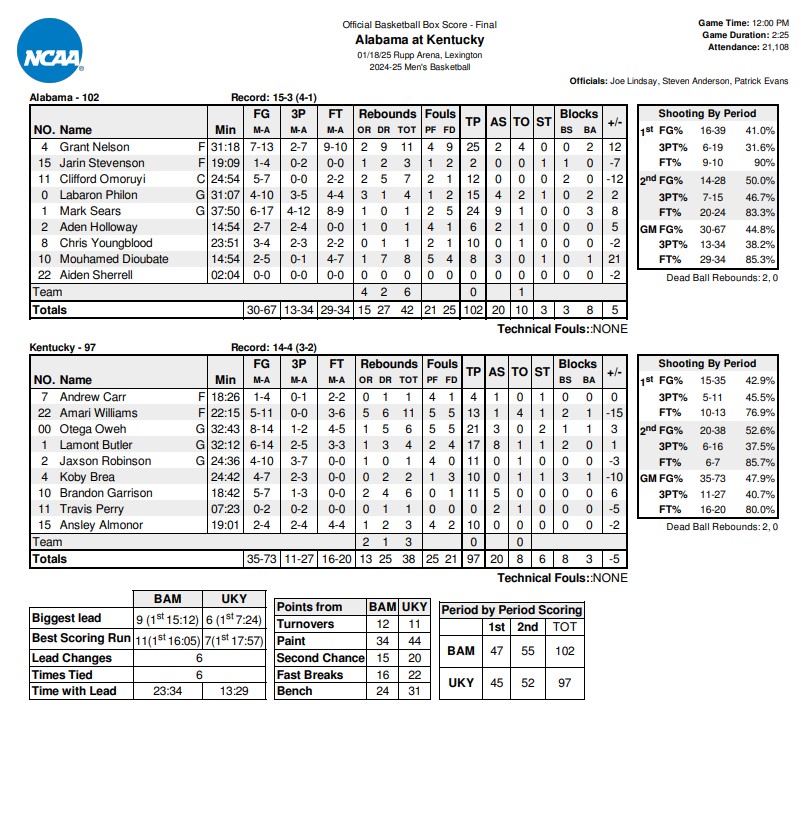 NCAA
Official Basketball Box Score - Final
Alabama at Kentucky
01/18/25 Rupp Arena, Lexington
2024-25 Men's Basketball
Game Time: 12:00 PM
Game Duration: 2:25
Attendance: 21,108
Officials: Joe Lindsay, Steven Anderson, Patrick Evans
Alabama - 102 Record: 15-3 (4-1)
FG 3P FT Rebounds Fouls TP AS TO ST Blocks +/-
NO. Name Min M-A M-A M-A OR DR TOT PF FD BS BA
4 Grant Nelson F 31:18 7-13 2-7 9-10 2 9 11 4 9 25 2 4 0 0 2 12
15 Jarin Stevenson F 19:09 1-4 0-2 0-0 1 2 3 1 2 2 0 0 1 1 0 -7
11 Clifford Omoruyi C 24:54 5-7 0-0 2-2 2 5 7 2 1 12 0 0 0 2 0 -12
0 Labaron Philon G 31:07 4-10 3-5 4-4 3 1 4 1 2 15 4 2 1 0 2 2
1 Mark Sears G 37:50 6-17 4-12 8-9 1 0 1 2 5 24 9 1 0 0 3 8
2 Aden Holloway 14:54 2-7 2-4 0-0 1 0 1 4 1 6 2 1 0 0 0 5
8 Chris Youngblood 23:51 3-4 2-3 2-2 0 1 1 2 1 10 0 1 0 0 0 -2
10 Mouhamed Dioubate 14:54 2-5 0-1 4-7 1 7 8 5 4 8 3 0 1 0 1 21
22 Aiden Sherrell 02:04 0-0 0-0 0-0 0 0 0 0 0 0 0 0 0 0 0 -2
Team 4 2 6 0 1
Totals 30-67 13-34 29-34 15 27 42 21 25 102 20 10 3 3 8 5
Technical Fouls::NONE
Shooting By Period
1st FG% 16-39 41.0%
3PT% 6-19 31.6%
FT% 9-10 90%
2nd FG% 14-28 50.0%
3PT% 7-15 46.7%
FT% 20-24 83.3%
GM FG% 30-67 44.8%
3PT% 13-34 38.2%
FT% 29-34 85.3%
Dead Ball Rebounds: 2, 0
Kentucky - 97 Record: 14-4 (3-2)
FG 3P FT Rebounds Fouls TP AS TO ST Blocks +/-
NO. Name Min M-A M-A M-A OR DR TOT PF FD BS BA
7 Andrew Carr F 18:26 1-4 0-1 2-2 0 1 1 4 1 4 1 0 1 0 0 0
22 Amari Williams F 22:15 5-11 0-0 3-6 5 6 11 5 5 13 1 4 1 2 1 -15
00 Otega Oweh G 32:43 8-14 1-2 4-5 1 5 6 5 5 21 3 0 2 1 1 3
1 Lamont Butler G 32:12 6-14 2-5 3-3 1 3 4 2 4 17 8 1 1 2 0 1
2 Jaxson Robinson G 24:36 4-10 3-7 0-0 1 0 1 4 0 11 0 1 0 0 0 -3
4 Koby Brea 24:42 4-7 2-3 0-0 0 2 2 1 3 10 0 1 1 3 1 -10
10 Brandon Garrison 18:42 5-7 1-3 0-0 2 4 6 0 1 11 5 0 0 0 0 6
11 Travis Perry 07:23 0-2 0-2 0-0 0 1 1 0 0 0 2 1 0 0 0 -5
15 Ansley Almonor 19:01 2-4 2-4 4-4 1 2 3 4 2 10 0 0 0 0 0 -2
Team 2 1 3 0 0
Totals 35-73 11-27 16-20 13 25 38 25 21 97 20 8 6 8 3 -5
Technical Fouls::NONE
Shooting By Period
1st FG% 15-35 42.9%
3PT% 5-11 45.5%
FT% 10-13 76.9%
2nd FG% 20-38 52.6%
3PT% 6-16 37.5%
FT% 6-7 85.7%
GM FG% 35-73 47.9%
3PT% 11-27 40.7%
FT% 16-20 80.0%
Dead Ball Rebounds: 2, 0
BAM UKY
Biggest lead 9 (1st 15:12) 6 (1st 7:24)
Best Scoring Run 11(1st 16:05) 7(1st 17:57)
Lead Changes 6
Times Tied 6
Time with Lead 23:34 13:29
Points from BAM UKY
Turnovers 12 11
Paint 34 44
Second Chance 15 20
Fast Breaks 16 22
Bench 24 31
Period by Period Scoring
1st 2nd TOT
BAM 47 55 102
UKY 45 52 97